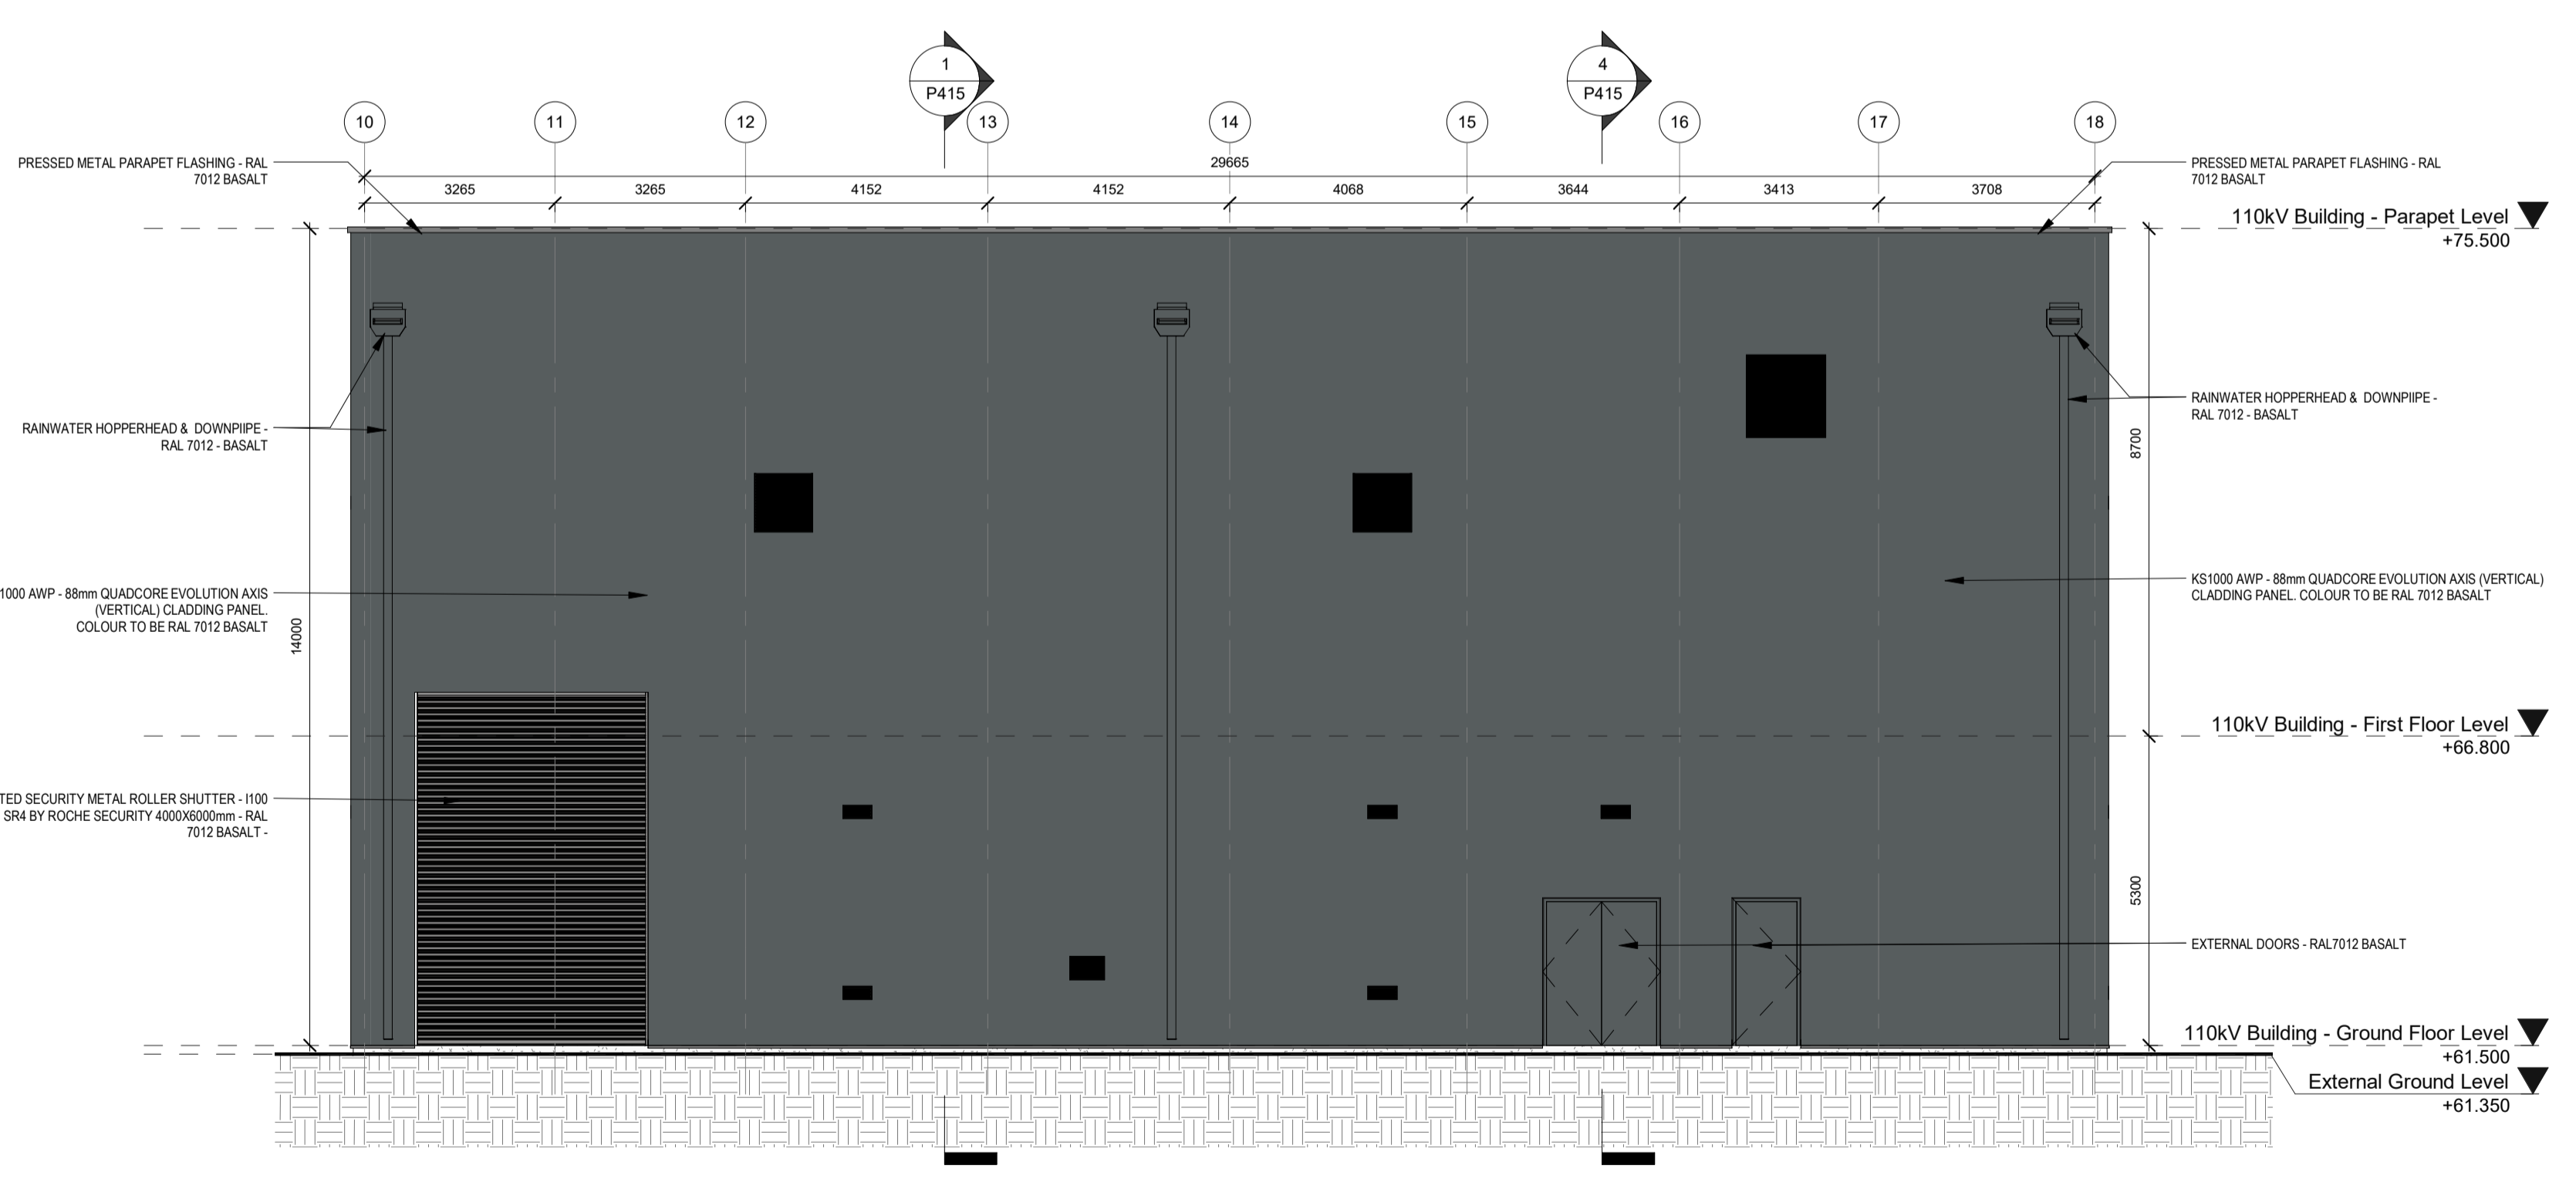 1
P415
4
P415
10
11
12
13
14
15
16
17
18
29665
3265
3265
4152
4152
4068
3644
3413
3708
PRESSED METAL PARAPET FLASHING - RAL
7012 BASALT
PRESSED METAL PARAPET FLASHING - RAL
7012 BASALT
110kV Building - Parapet Level
+75.500
RAINWATER HOPPERHEAD & DOWNPIIPE -
RAL 7012 - BASALT
RAINWATER HOPPERHEAD & DOWNPIIPE -
RAL 7012 - BASALT
8700
1000 AWP - 88mm QUADCORE EVOLUTION AXIS
(VERTICAL) CLADDING PANEL.
COLOUR TO BE RAL 7012 BASALT
14000
KS1000 AWP - 88mm QUADCORE EVOLUTION AXIS (VERTICAL)
CLADDING PANEL. COLOUR TO BE RAL 7012 BASALT
110kV Building - First Floor Level
+66.800
TED SECURITY METAL ROLLER SHUTTER - I100
SR4 BY ROCHE SECURITY 4000X6000mm - RAL
7012 BASALT -
5300
EXTERNAL DOORS - RAL7012 BASALT
110kV Building - Ground Floor Level
+61.500
External Ground Level
+61.350